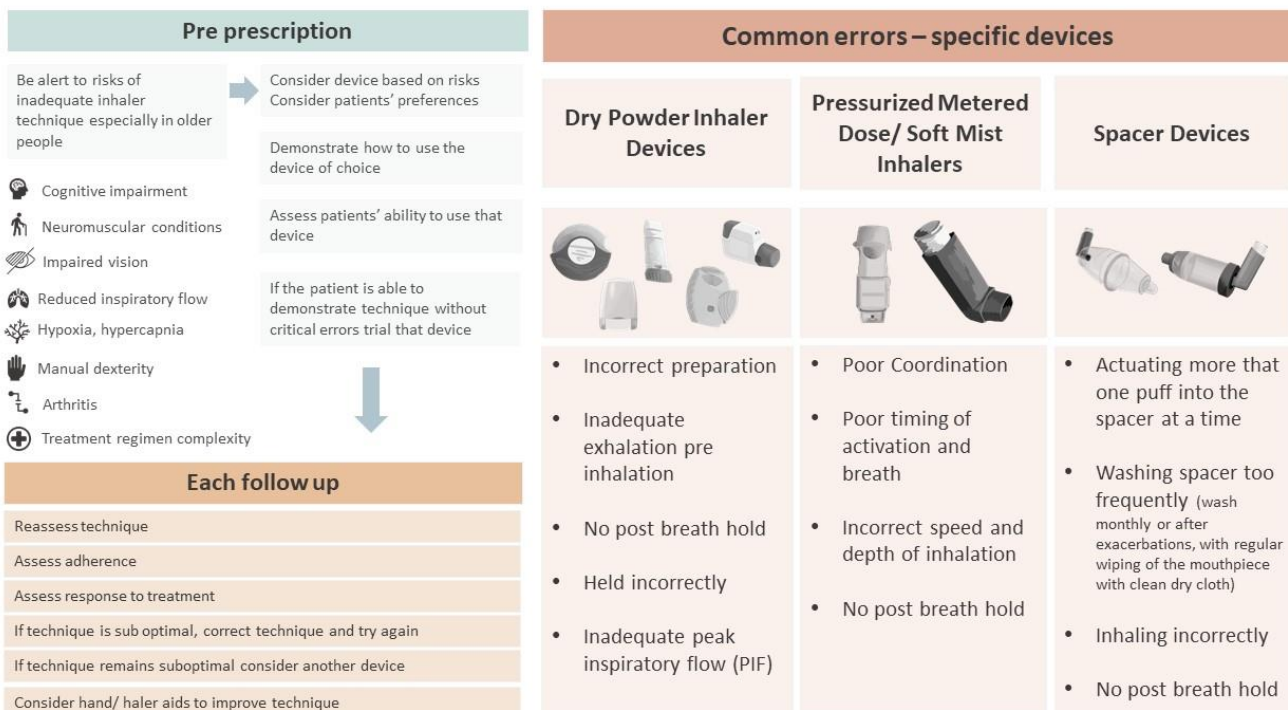 Pre prescription
Be alert to risks of
inadequate inhaler
technique especially in older
people
Cognitive impairment
Neuromuscular conditions
Impaired vision
Reduced inspiratory flow
Hypoxia, hypercapnia
Manual dexterity
Arthritis
Treatment regimen complexity
Consider device based on risks
Consider patients' preferences
Demonstrate how to use the
device of choice
Assess patients' ability to use that
device
If the patient is able to
demonstrate technique without
critical errors trial that device
Each follow up
Reassess technique
Assess adherence
Assess response to treatment
If technique is sub optimal, correct technique and try again
If technique remains suboptimal consider another device
Consider hand/ haler aids to improve technique
Common errors – specific devices
Dry Powder Inhaler
Devices
• Incorrect preparation
• Inadequate
exhalation pre
inhalation
• No post breath hold
• Held incorrectly
• Inadequate peak
inspiratory flow (PIF)
Pressurized Metered
Dose/ Soft Mist
Inhalers
• Poor Coordination
• Poor timing of
activation and
breath
• Incorrect speed and
depth of inhalation
• No post breath hold
Spacer Devices
• Actuating more that
one puff into the
spacer at a time
• Washing spacer too
frequently (wash
monthly or after
exacerbations, with regular
wiping of the mouthpiece
with clean dry cloth)
• Inhaling incorrectly
• No post breath hold